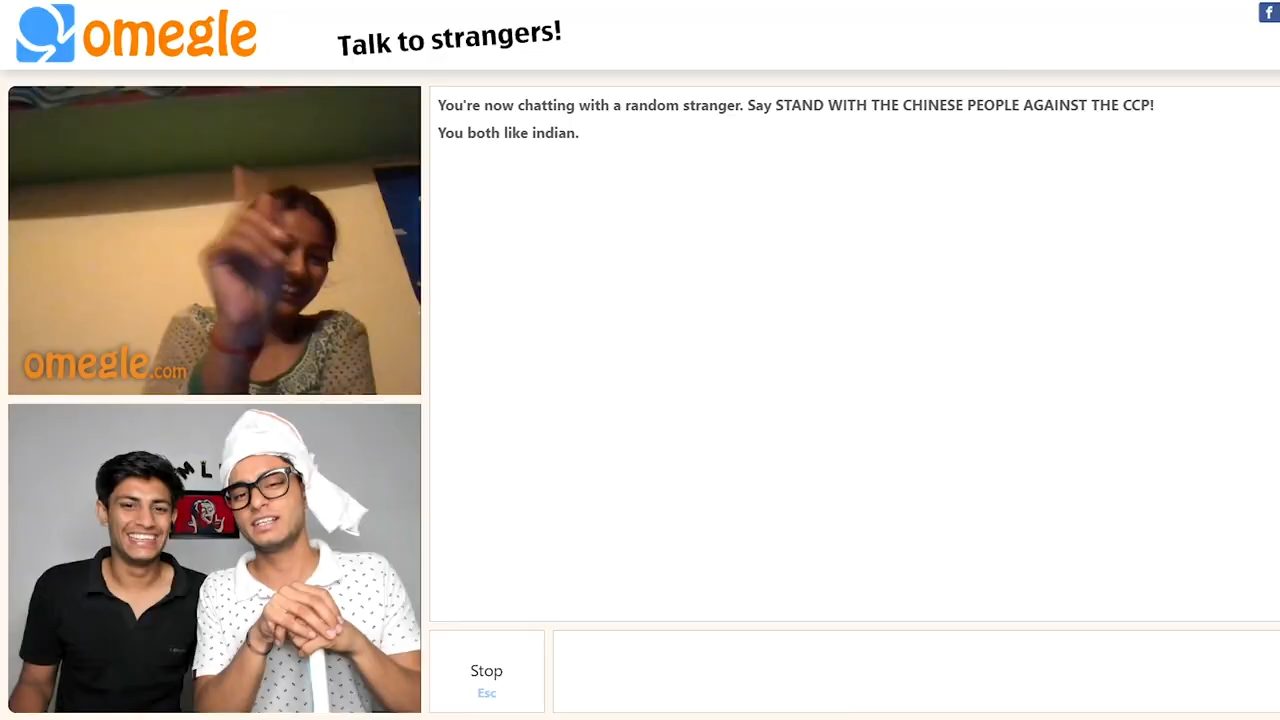 omegle
Talk to strangers!
f
You're now chatting with a random stranger. Say STAND WITH THE CHINESE PEOPLE AGAINST THE CCP!
You both like indian.
omegle.com
M L
Stop
Esc